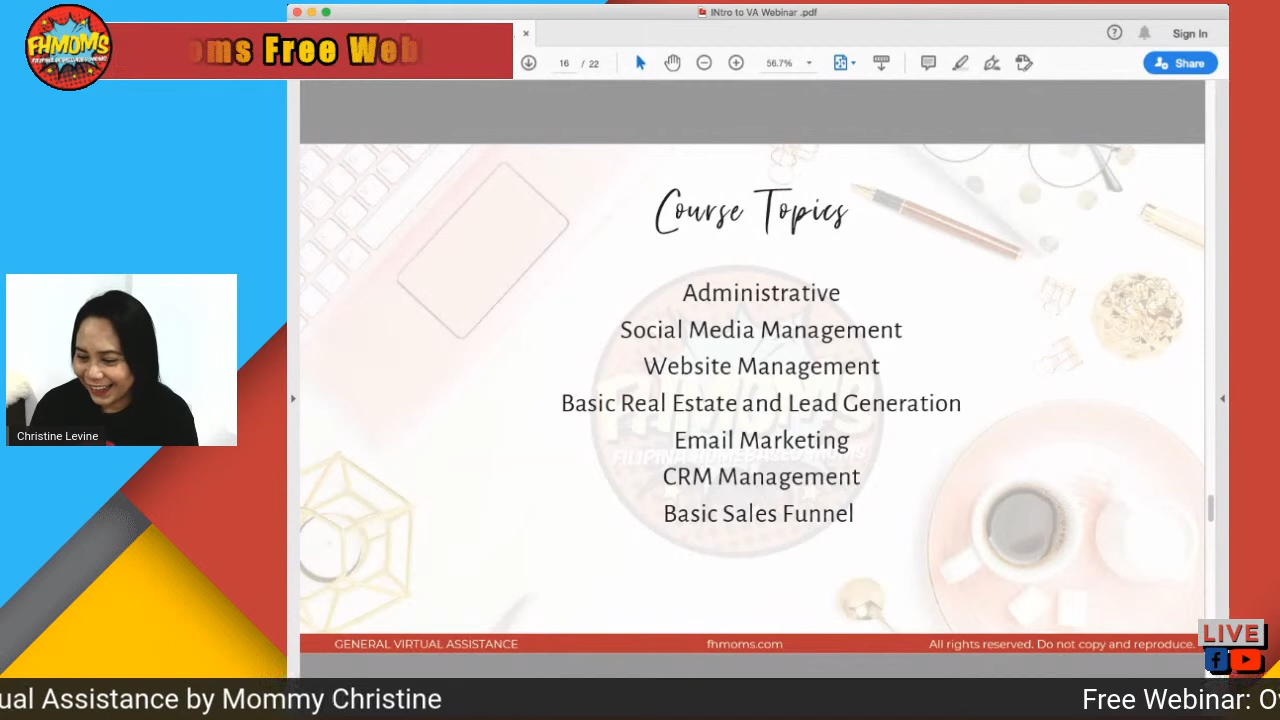 INtro to VA Webinar .pdf
FHMOMS
oms Free Web
16 / 22
56.7%
Sign In
Share
Course Topics
Administrative
Social Media Management
Website Management
Basic Real Estate and Lead Generation
Email Marketing
CRM Management
Basic Sales Funnel
Christine Levine
GENERAL VIRTUAL ASSISTANCE
fhmoms.com
All rights reserved. Do not copy and reproduce.
LIVE
ual Assistance by Mommy Christine
Free Webinar: O